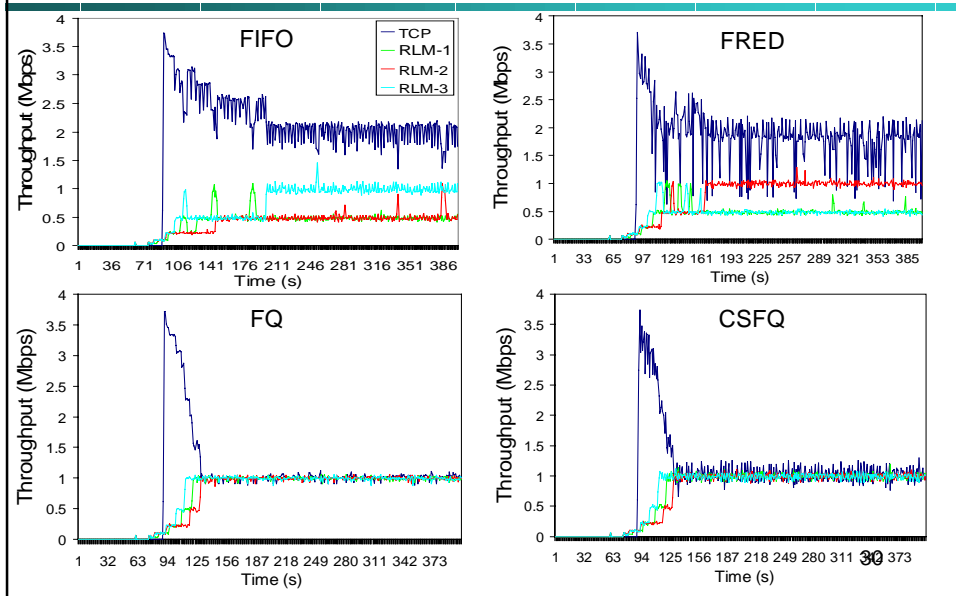 FIFO
TCP
RLM-1
RLM-2
RLM-3
Throughput (Mbps)
4
3.5
3
2.5
2
1.5
1
0.5
0
1 36 71 106 141 176 211 246 281 316 351 386
Time (s)
FRED
Throughput (Mbps)
4
3.5
3
2.5
2
1.5
1
0.5
0
1 33 65 97 129 161 193 225 257 289 321 353 385
Time (s)
FQ
Throughput (Mbps)
4
3.5
3
2.5
2
1.5
1
0.5
0
1 32 63 94 125 156 187 218 249 280 311 342 373
Time (s)
CSFQ
Throughput (Mbps)
4
3.5
3
2.5
2
1.5
1
0.5
0
1 32 63 94 125 156 187 218 249 280 311 342 373
Time (s)
30